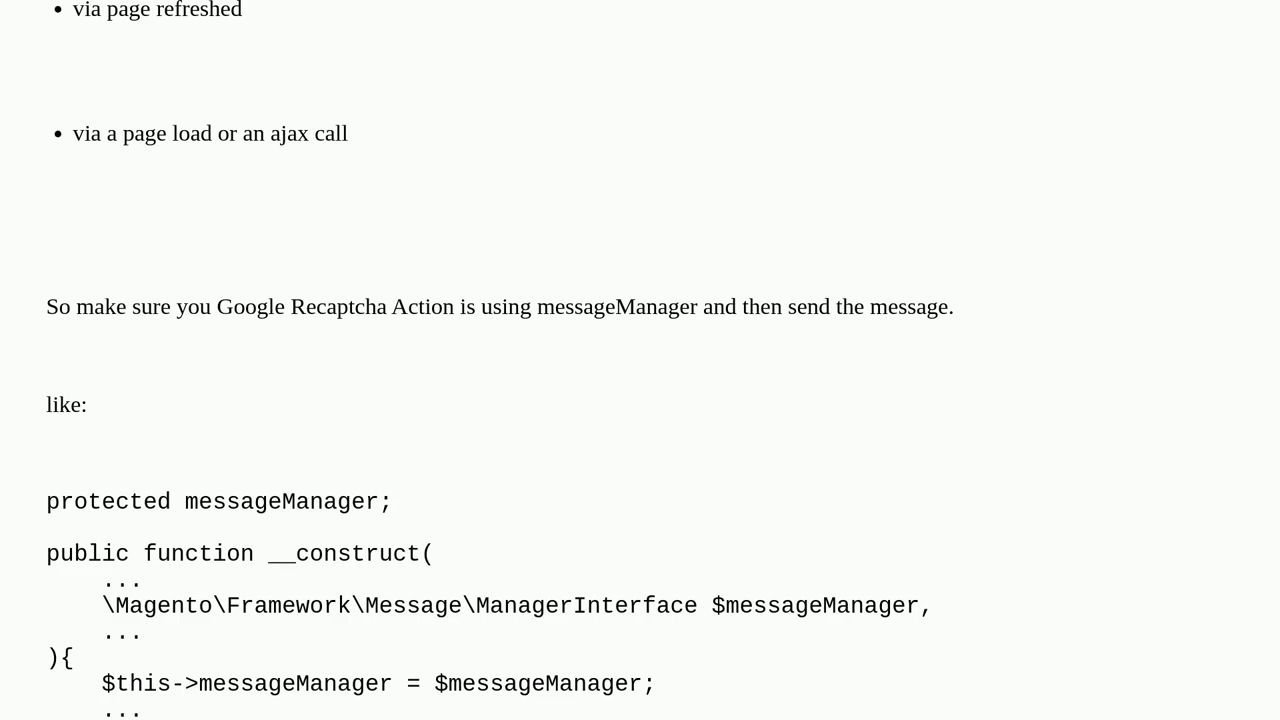 • via page refreshed
• via a page load or an ajax call
So make sure you Google Recaptcha Action is using messageManager and then send the message.
like:
protected messageManager;
public function __construct(
    ...
    \Magento\Framework\Message\ManagerInterface $messageManager,
    ...
){
    $this->messageManager = $messageManager;
    ...